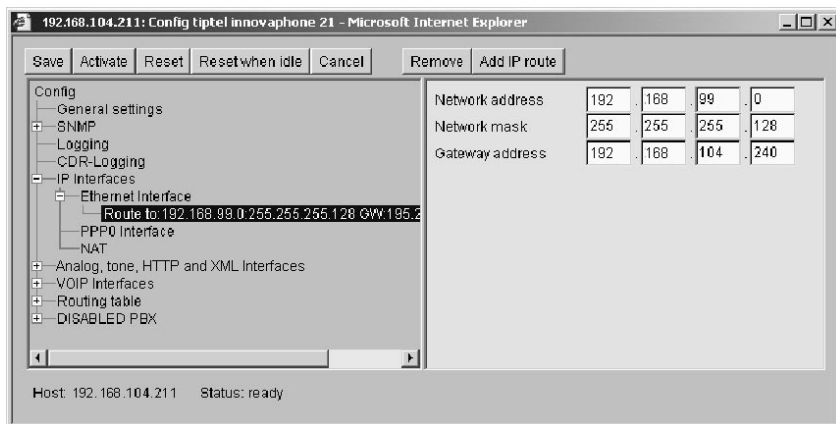 192.168.104.211: Config tiptel innovaphone 21 - Microsoft Internet Explorer
Save Activate Reset Reset when idle Cancel Remove Add IP route
Config
General settings
SNMP
Logging
CDR-Logging
IP Interfaces
Ethernet Interface
Route to:192.168.99.0:255.255.255.128 GW:195.2
PPP0 Interface
NAT
Analog, tone, HTTP and XML Interfaces
VOIP Interfaces
Routing table
DISABLED PBX
Network address 192 . 168 . 99 . 0
Network mask 255 . 255 . 255 . 128
Gateway address 192 . 168 . 104 . 240
Host: 192.168.104.211 Status: ready